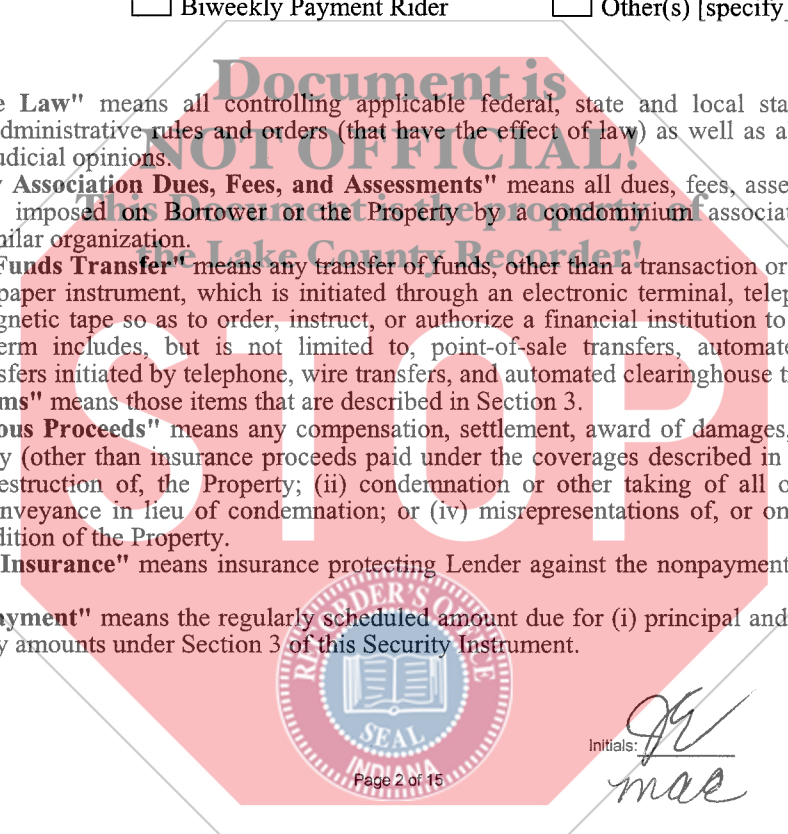 Biweekly Payment Rider Other(s) [specify
Document is
e Law" means all controlling applicable federal, state and local sta
dministrative rules and orders (that have the effect of law) as well as a
NOT OFFICIAL!
udicial opinions.
y Association Dues, Fees, and Assessments" means all dues, fees, asse
This Document is the property of
imposed on Borrower or the Property by a condominium associat
nilar organization.
the Lake County Recorder!
Funds Transfer" means any transfer of funds, other than a transaction or
paper instrument, which is initiated through an electronic terminal, telep
gnetic tape so as to order, instruct, or authorize a financial institution to
erm includes, but is not limited to, point-of-sale transfers, automate
sfers initiated by telephone, wire transfers, and automated clearinghouse t
ms" means those items that are described in Section 3.
STOP
ous Proceeds" means any compensation, settlement, award of damages,
y (other than insurance proceeds paid under the coverages described in
estruction of, the Property; (ii) condemnation or other taking of all o
nveyance in lieu of condemnation; or (iv) misrepresentations of, or on
dition of the Property.
Insurance" means insurance protecting Lender against the nonpayment
ayment" means the regularly scheduled amount due for (i) principal and
y amounts under Section 3 of this Security Instrument.
RECORDER'S OFFICE
SEAL
INDIANA
Initials: JE
mac
Page 2 of 15